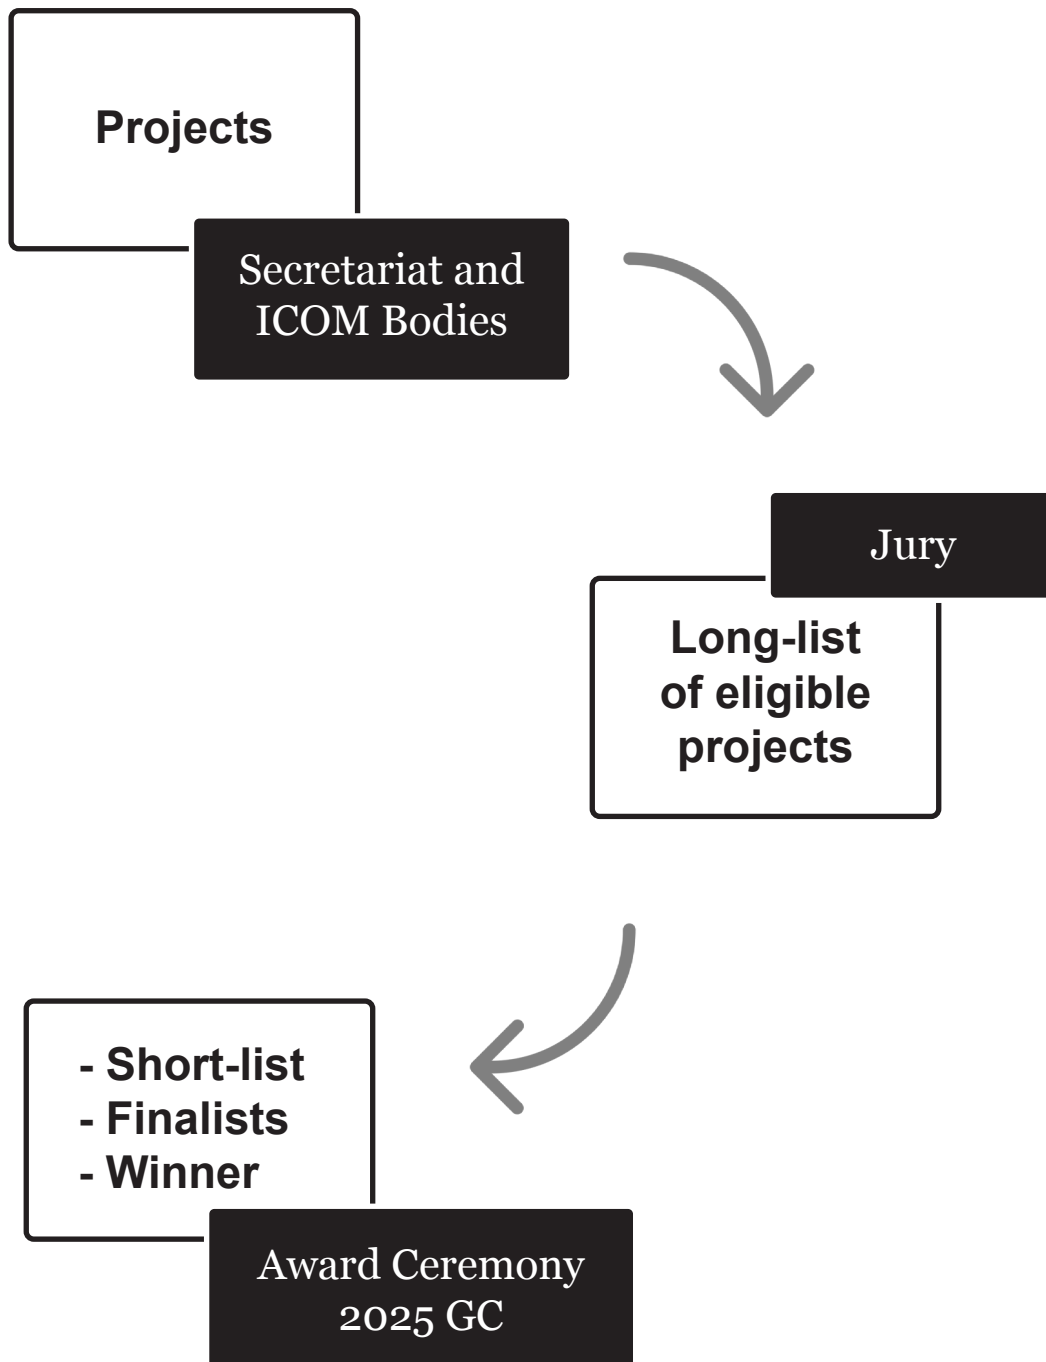 Projects
Secretariat and
ICOM Bodies
Jury
Long-list
of eligible
projects
- Short-list
- Finalists
- Winner
Award Ceremony
2025 GC